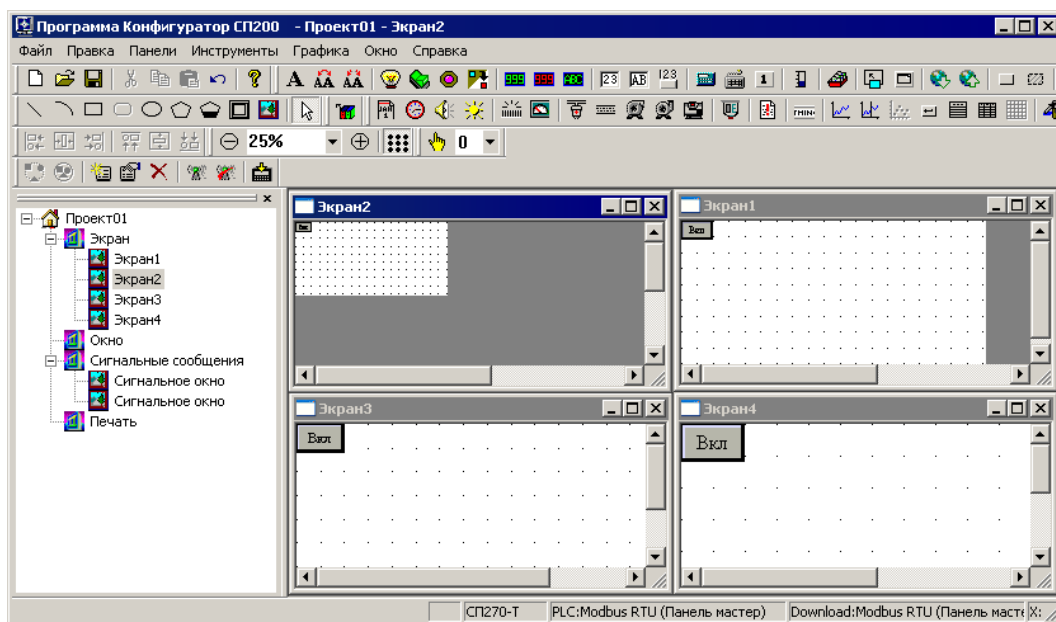 Программа Конфигуратор СП200 - Проект01 - Экран2
Файл Правка Панели Инструменты Графика Окно Справка
25%
0
Проект01
Экран
Экран1
Экран2
Экран3
Экран4
Окно
Сигнальные сообщения
Сигнальное окно
Сигнальное окно
Печать
Экран2
Экран1
Вкл
Экран3
Вкл
Экран4
Вкл
СП270-Т PLC:Modbus RTU (Панель мастер) Download:Modbus RTU (Панель масте X: